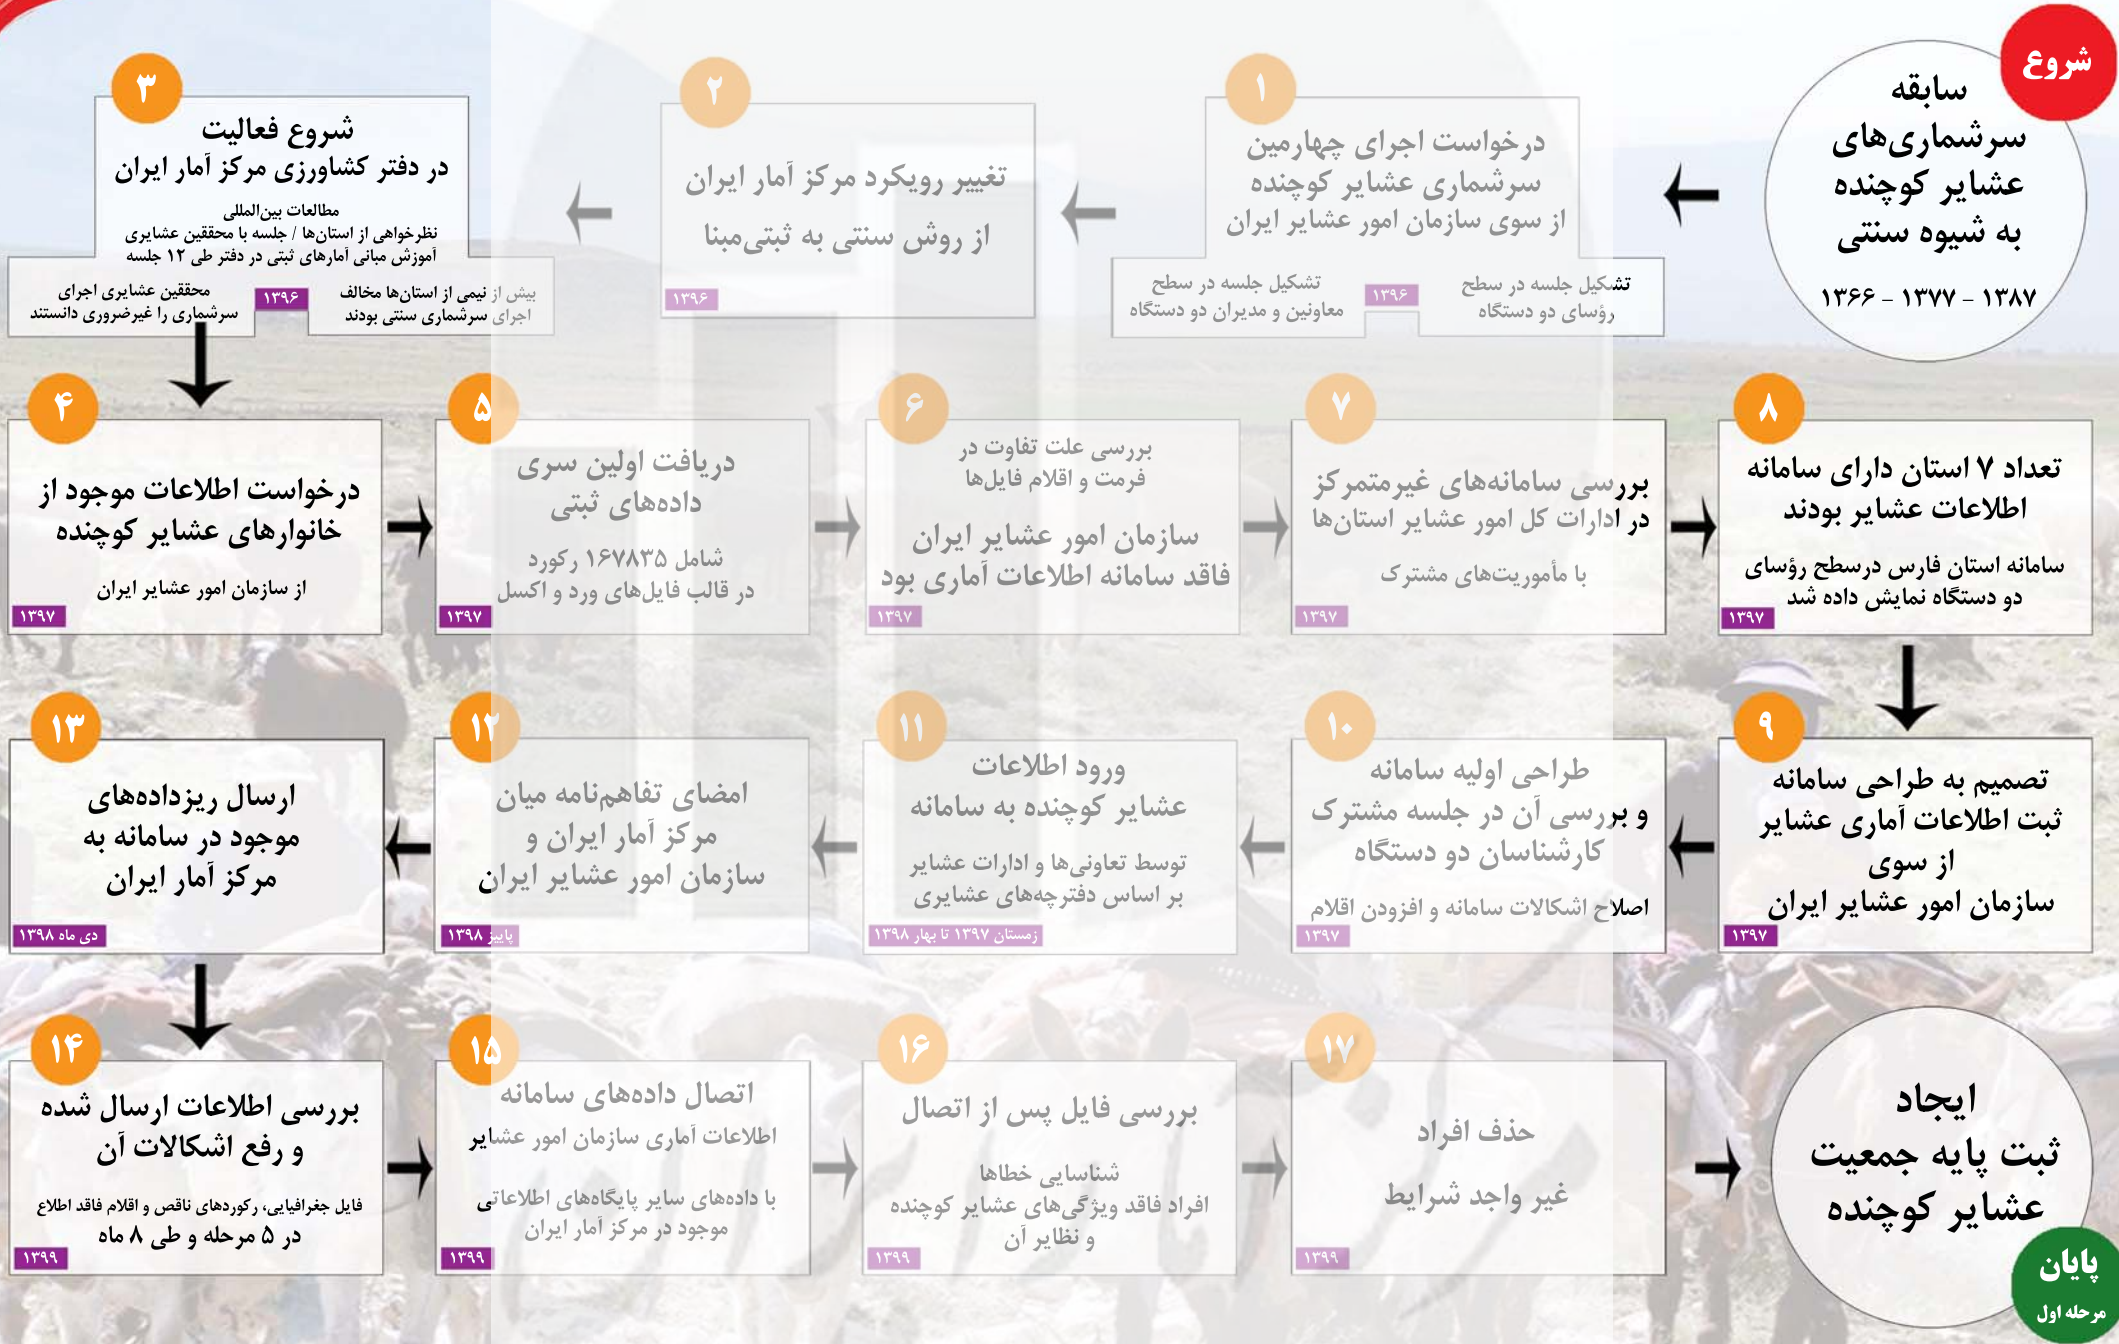 شروع
سابقه
سرشماری‌های
عشایر کوچنده
به شیوه سنتی
۱۳۶۶ - ۱۳۷۷ - ۱۳۸۷
۱
درخواست اجرای چهارمین
سرشماری عشایر کوچنده
از سوی سازمان امور عشایر ایران
تشکیل جلسه در سطح
رؤسای دو دستگاه
۱۳۹۶
تشکیل جلسه در سطح
معاونین و مدیران دو دستگاه
۲
تغییر رویکرد مرکز آمار ایران
از روش سنتی به ثبتی‌مبنا
۱۳۹۶
۳
شروع فعالیت
در دفتر کشاورزی مرکز آمار ایران
مطالعات بین‌المللی
نظرخواهی از استان‌ها / جلسه با محققین عشایری
آموزش مبانی آمارهای ثبتی در دفتر طی ۱۲ جلسه
بیش از نیمی از استان‌ها مخالف
اجرای سرشماری سنتی بودند
۱۳۹۶
محققین عشایری اجرای
سرشماری را غیرضروری دانستند
۴
درخواست اطلاعات موجود از
خانوارهای عشایر کوچنده
از سازمان امور عشایر ایران
۱۳۹۷
۵
دریافت اولین سری
داده‌های ثبتی
شامل ۱۶۷۸۳۵ رکورد
در قالب فایل‌های ورد و اکسل
۱۳۹۷
۶
بررسی علت تفاوت در
فرمت و اقلام فایل‌ها
سازمان امور عشایر ایران
فاقد سامانه اطلاعات آماری بود
۱۳۹۷
۷
بررسی سامانه‌های غیرمتمرکز
در ادارات کل امور عشایر استان‌ها
با مأموریت‌های مشترک
۱۳۹۷
۸
تعداد ۷ استان دارای سامانه
اطلاعات عشایر بودند
سامانه استان فارس درسطح رؤسای
دو دستگاه نمایش داده شد
۱۳۹۷
۹
تصمیم به طراحی سامانه
ثبت اطلاعات آماری عشایر
از سوی
سازمان امور عشایر ایران
۱۳۹۷
۱۰
طراحی اولیه سامانه
و بررسی آن در جلسه مشترک
کارشناسان دو دستگاه
اصلاح اشکالات سامانه و افزودن اقلام
۱۳۹۷
۱۱
ورود اطلاعات
عشایر کوچنده به سامانه
توسط تعاونی‌ها و ادارات عشایر
بر اساس دفترچه‌های عشایری
زمستان ۱۳۹۷ تا بهار ۱۳۹۸
۱۲
امضای تفاهم‌نامه میان
مرکز آمار ایران و
سازمان امور عشایر ایران
پاییز ۱۳۹۸
۱۳
ارسال ریزداده‌های
موجود در سامانه به
مرکز آمار ایران
دی ماه ۱۳۹۸
۱۴
بررسی اطلاعات ارسال شده
و رفع اشکالات آن
فایل جغرافیایی، رکوردهای ناقص و اقلام فاقد اطلاع
در ۵ مرحله و طی ۸ ماه
۱۳۹۹
۱۵
اتصال داده‌های سامانه
اطلاعات آماری سازمان امور عشایر
با داده‌های سایر پایگاه‌های اطلاعاتی
موجود در مرکز آمار ایران
۱۳۹۹
۱۶
بررسی فایل پس از اتصال
شناسایی خطاها
افراد فاقد ویژگی‌های عشایر کوچنده
و نظایر آن
۱۳۹۹
۱۷
حذف افراد
غیر واجد شرایط
۱۳۹۹
ایجاد
ثبت پایه جمعیت
عشایر کوچنده
پایان
مرحله اول